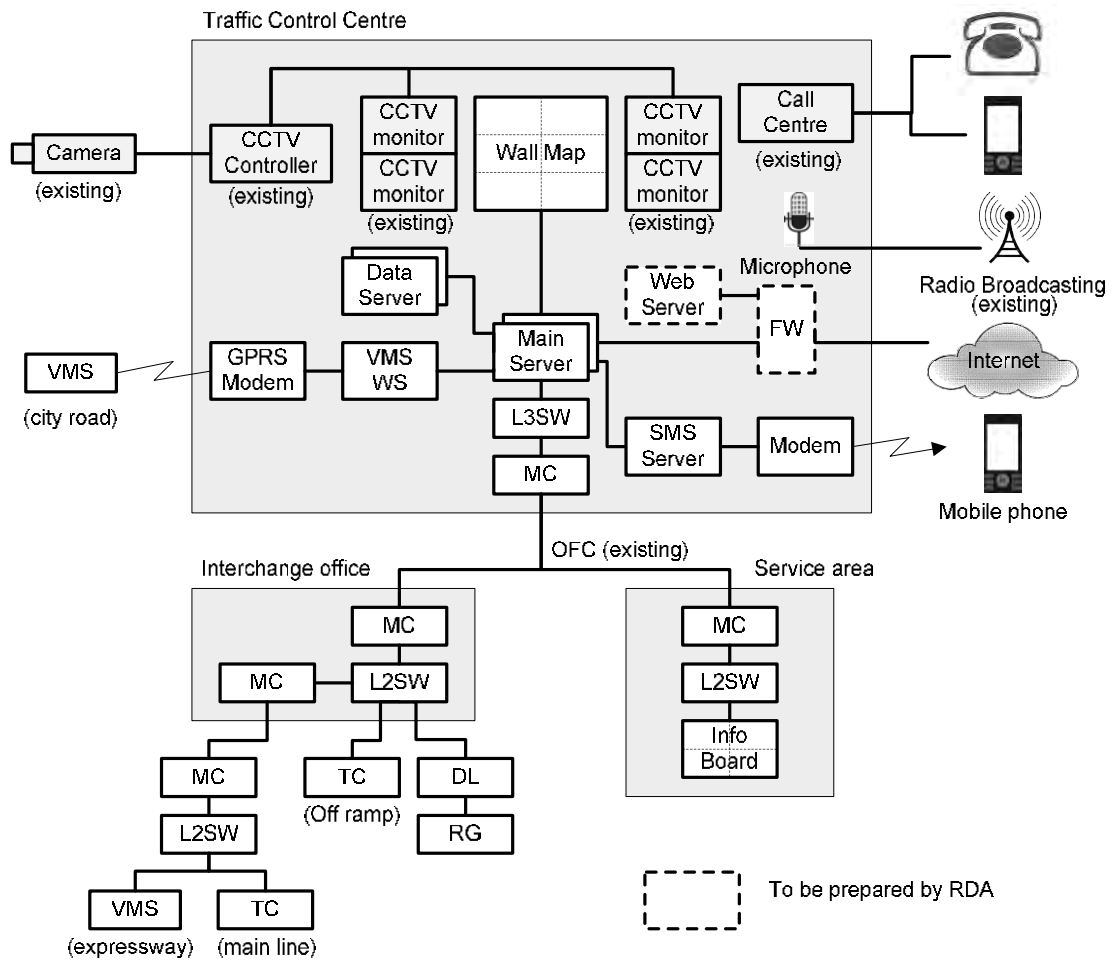 Traffic Control Centre
Camera
(existing)
CCTV
Controller
(existing)
CCTV
monitor
CCTV
monitor
(existing)
Wall Map
CCTV
monitor
CCTV
monitor
(existing)
Call
Centre
(existing)
Microphone
Radio Broadcasting
(existing)
Data
Server
Web
Server
FW
Main
Server
Internet
VMS
(city road)
GPRS
Modem
VMS
WS
L3SW
MC
SMS
Server
Modem
Mobile phone
OFC (existing)
Interchange office
MC
MC
L2SW
MC
L2SW
VMS
(expressway)
TC
(main line)
TC
(Off ramp)
DL
RG
Service area
MC
L2SW
Info
Board
To be prepared by RDA